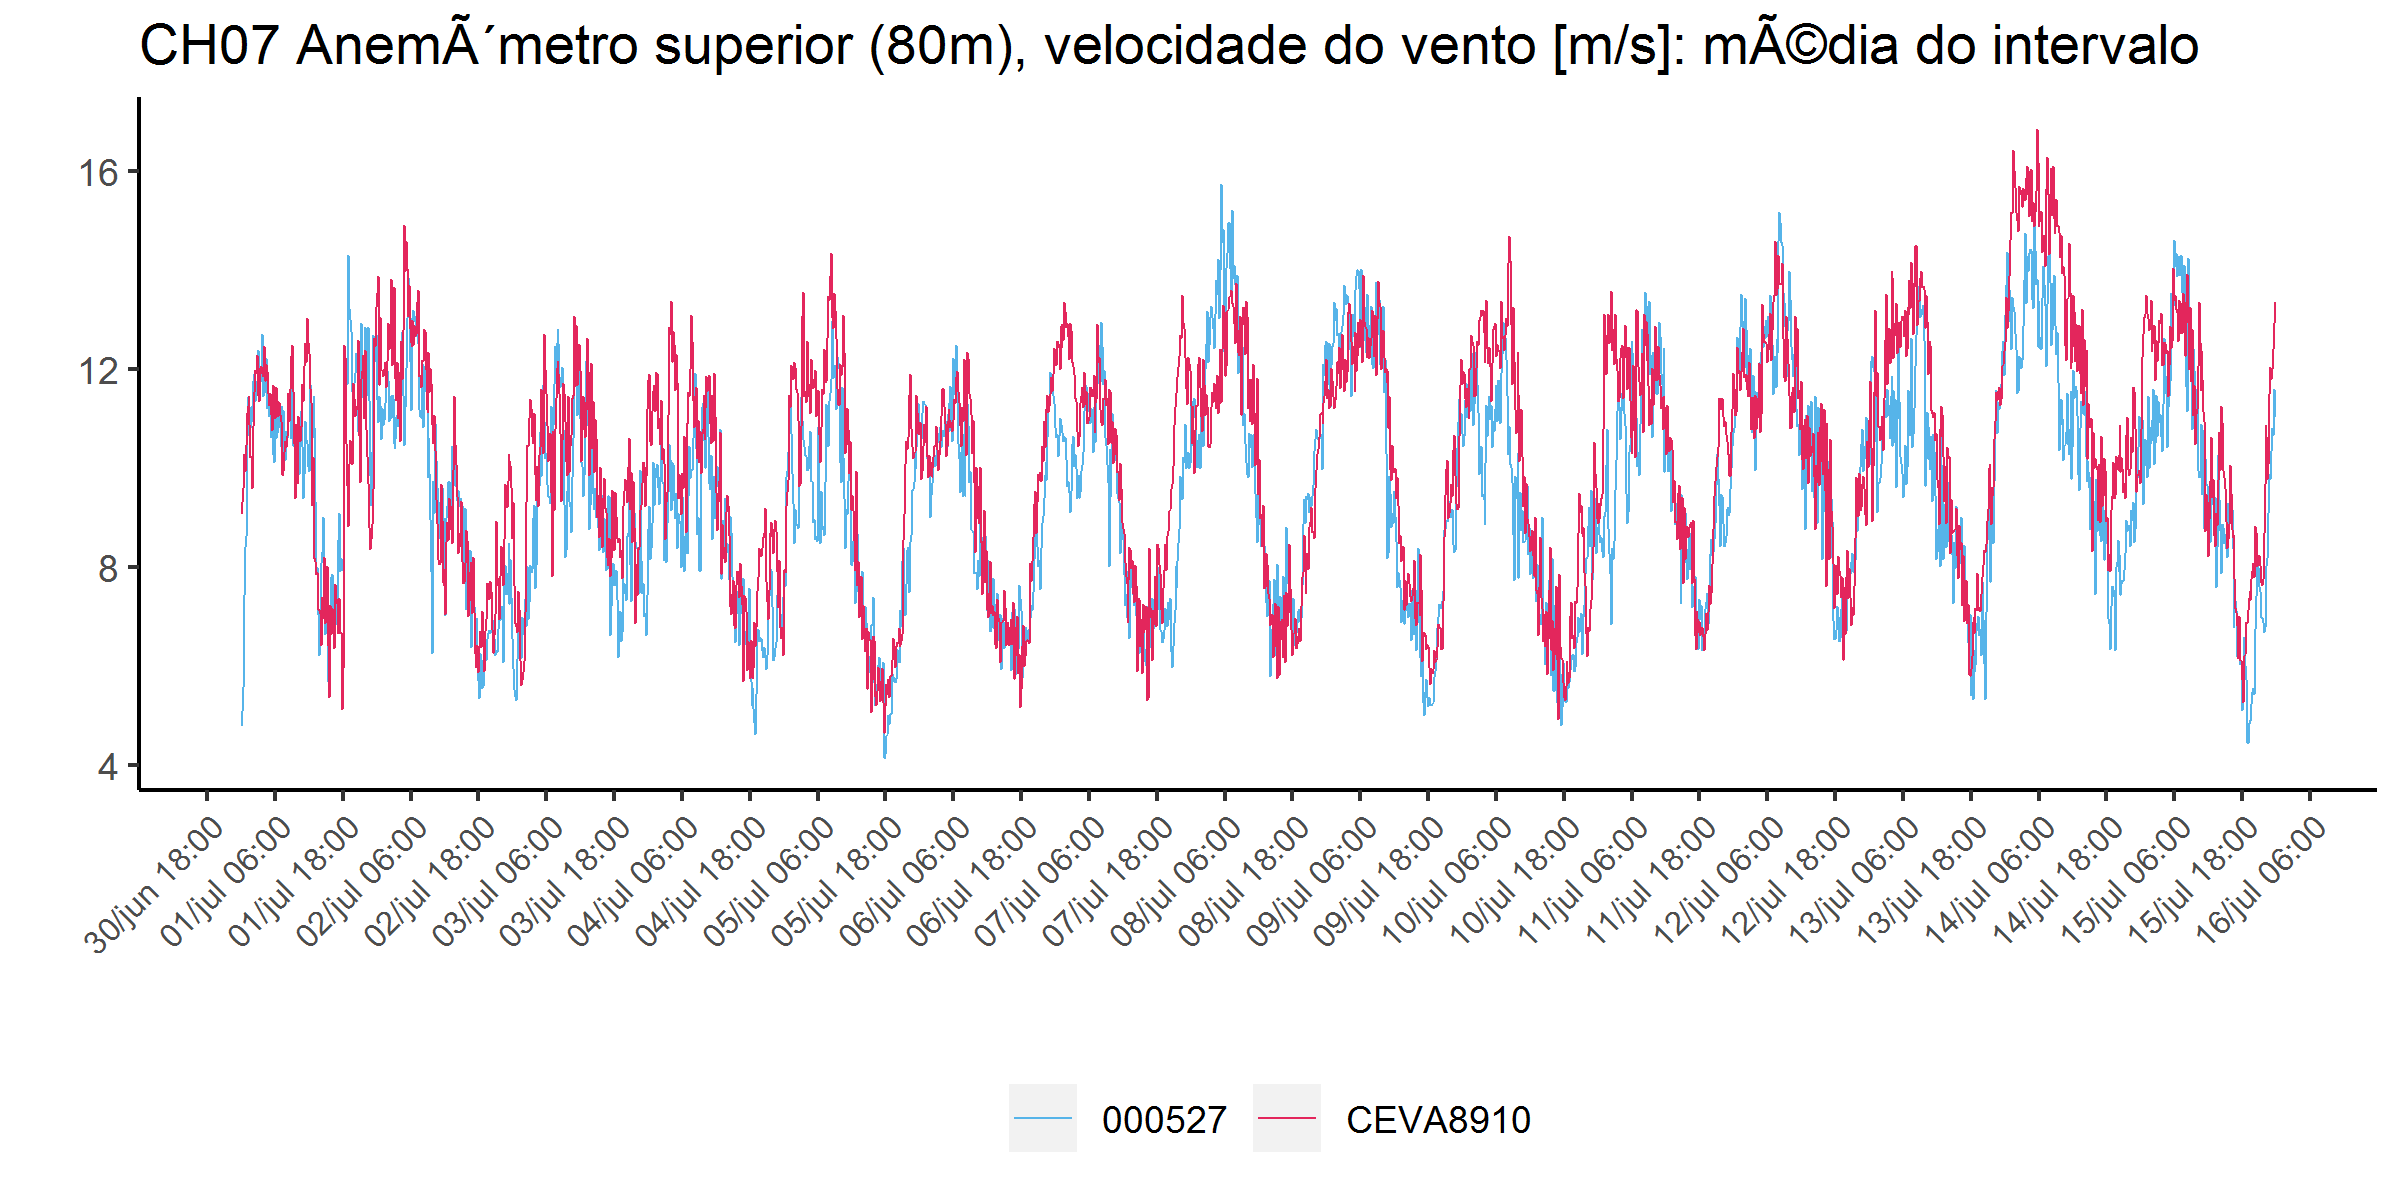 CH07 AnemÃ´metro superior (80m), velocidade do vento [m/s]: mÃ©dia do intervalo
16
12
8
4
30/jun 18:00
01/jul 06:00
01/jul 18:00
02/jul 06:00
02/jul 18:00
03/jul 06:00
03/jul 18:00
04/jul 06:00
04/jul 18:00
05/jul 06:00
05/jul 18:00
06/jul 06:00
06/jul 18:00
07/jul 06:00
07/jul 18:00
08/jul 06:00
08/jul 18:00
09/jul 06:00
09/jul 18:00
10/jul 06:00
10/jul 18:00
11/jul 06:00
11/jul 18:00
12/jul 06:00
12/jul 18:00
13/jul 06:00
13/jul 18:00
14/jul 06:00
14/jul 18:00
15/jul 06:00
15/jul 18:00
16/jul 06:00
000527
CEVA8910